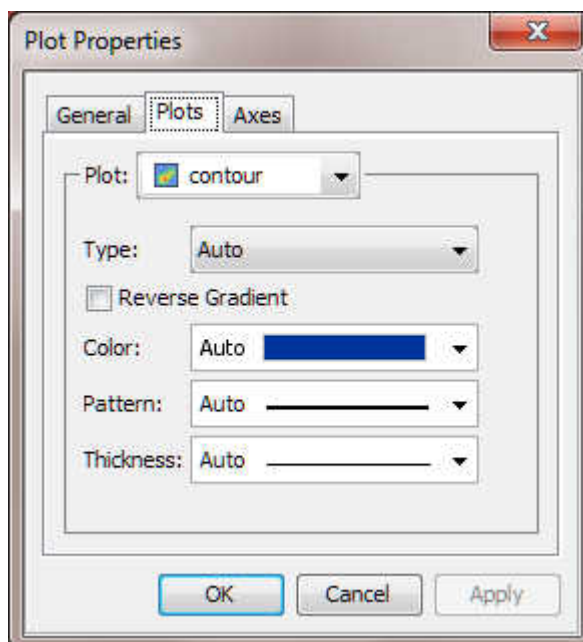 Plot Properties
General Plots Axes
Plot: contour
Type: Auto
Reverse Gradient
Color: Auto
Pattern: Auto
Thickness: Auto
OK Cancel Apply